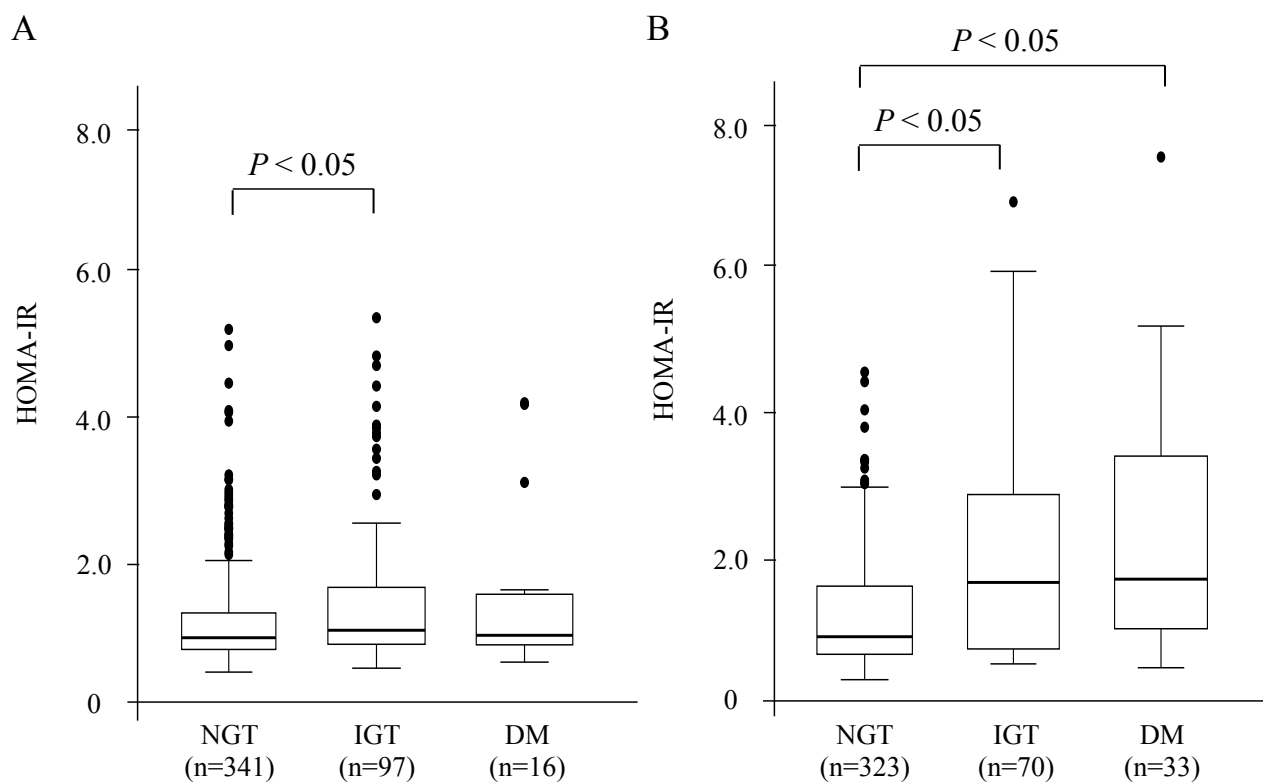 A
P < 0.05
8.0
6.0
4.0
2.0
0
HOMA-IR
NGT
(n=341)
IGT
(n=97)
DM
(n=16)
B
P < 0.05
P < 0.05
8.0
6.0
4.0
2.0
0
HOMA-IR
NGT
(n=323)
IGT
(n=70)
DM
(n=33)